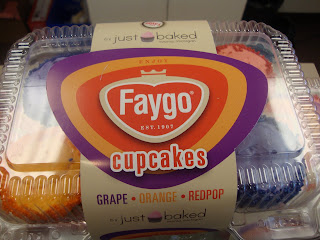 just baked
Faygo
EST. 1907
cupcakes
GRAPE • ORANGE • REDPOP
just baked